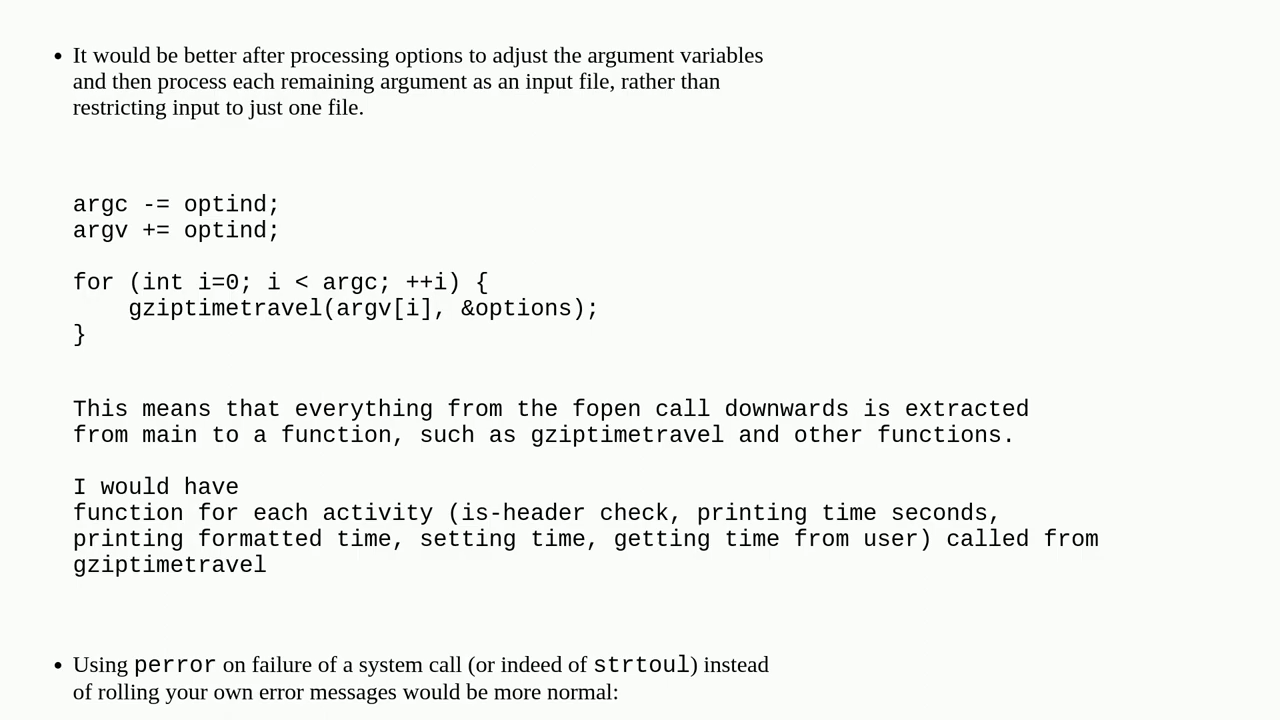 • It would be better after processing options to adjust the argument variables
and then process each remaining argument as an input file, rather than
restricting input to just one file.
argc -= optind;
argv += optind;
for (int i=0; i < argc; ++i) {
    gziptimetravel(argv[i], &options);
}
This means that everything from the fopen call downwards is extracted
from main to a function, such as gziptimetravel and other functions.
I would have
function for each activity (is-header check, printing time seconds,
printing formatted time, setting time, getting time from user) called from
gziptimetravel
• Using perror on failure of a system call (or indeed of strtoul) instead
of rolling your own error messages would be more normal: